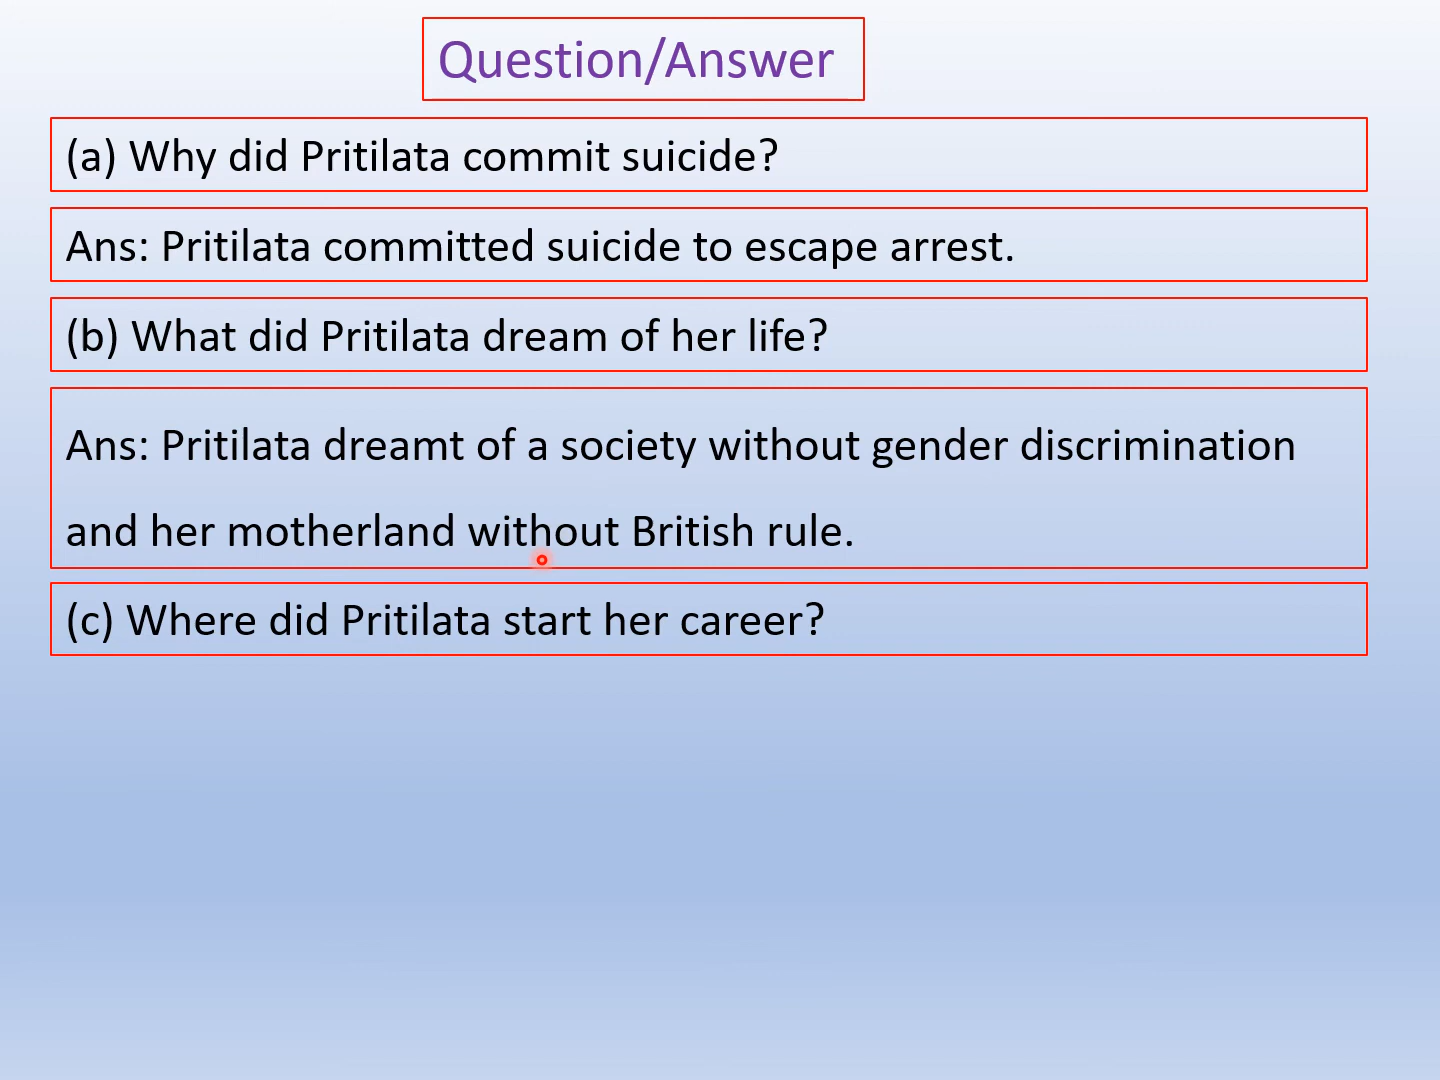 Question/Answer
(a) Why did Pritilata commit suicide?
Ans: Pritilata committed suicide to escape arrest.
(b) What did Pritilata dream of her life?
Ans: Pritilata dreamt of a society without gender discrimination
and her motherland without British rule.
(c) Where did Pritilata start her career?